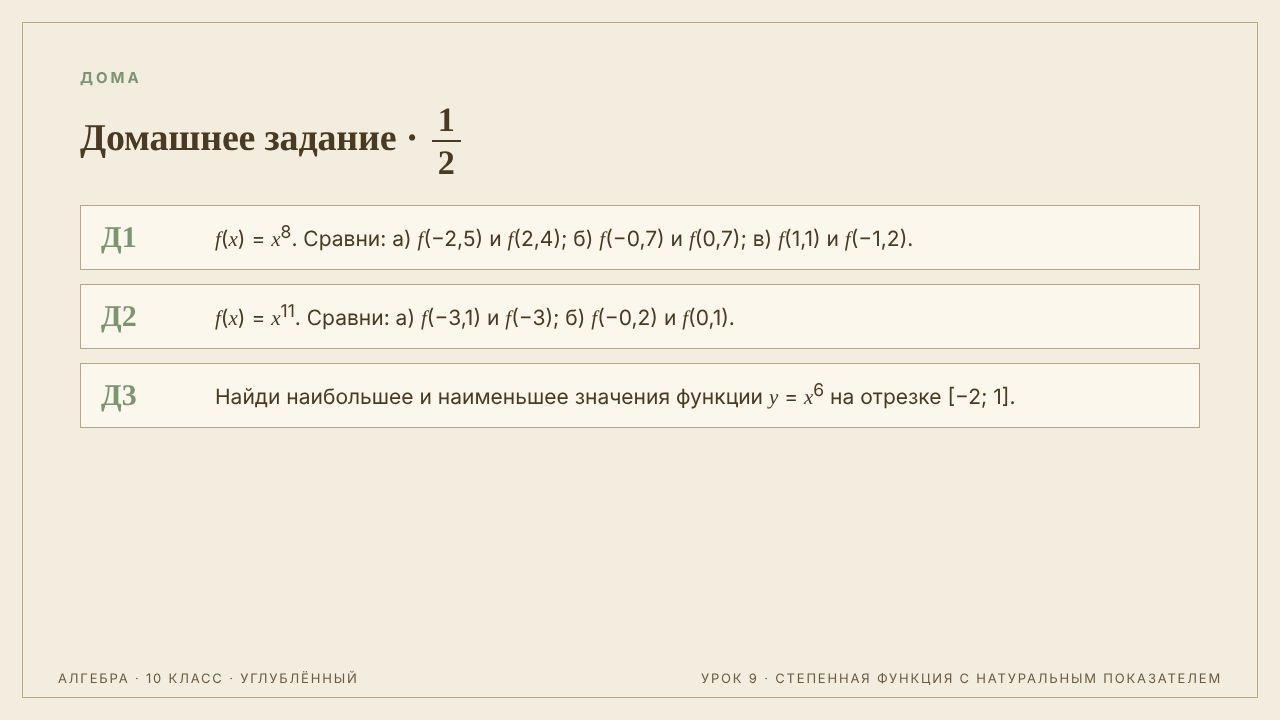 ДОМА
Домашнее задание · 1/2
Д1 f(x) = x⁸. Сравни: а) f(−2,5) и f(2,4); б) f(−0,7) и f(0,7); в) f(1,1) и f(−1,2).
Д2 f(x) = x¹¹. Сравни: а) f(−3,1) и f(−3); б) f(−0,2) и f(0,1).
Д3 Найди наибольшее и наименьшее значения функции y = x⁶ на отрезке [−2; 1].
АЛГЕБРА · 10 КЛАСС · УГЛУБЛЁННЫЙ
УРОК 9 · СТЕПЕННАЯ ФУНКЦИЯ С НАТУРАЛЬНЫМ ПОКАЗАТЕЛЕМ